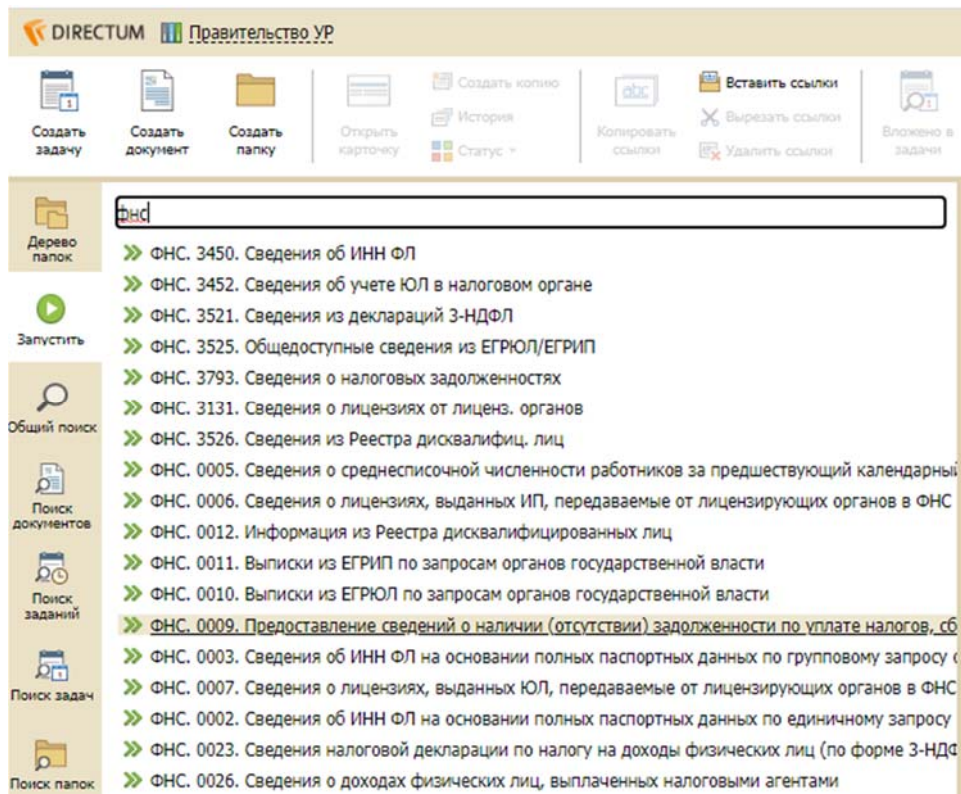 DIRECTUM Правительство УР
Создать задачу
Создать документ
Создать папку
Открыть карточку
Создать копию
История
Статус
Копировать ссылки
Вставить ссылки
Вырезать ссылки
Удалить ссылки
Вложено в задачи
Дерево папок
Запустить
Общий поиск
Поиск документов
Поиск заданий
Поиск задач
Поиск папок
фнс
ФНС. 3450. Сведения об ИНН ФЛ
ФНС. 3452. Сведения об учете ЮЛ в налоговом органе
ФНС. 3521. Сведения из деклараций 3-НДФЛ
ФНС. 3525. Общедоступные сведения из ЕГРЮЛ/ЕГРИП
ФНС. 3793. Сведения о налоговых задолженностях
ФНС. 3131. Сведения о лицензиях от лиценз. органов
ФНС. 3526. Сведения из Реестра дисквалифиц. лиц
ФНС. 0005. Сведения о среднесписочной численности работников за предшествующий календарный
ФНС. 0006. Сведения о лицензиях, выданных ИП, передаваемые от лицензирующих органов в ФНС
ФНС. 0012. Информация из Реестра дисквалифицированных лиц
ФНС. 0011. Выписки из ЕГРИП по запросам органов государственной власти
ФНС. 0010. Выписки из ЕГРЮЛ по запросам органов государственной власти
ФНС. 0009. Предоставление сведений о наличии (отсутствии) задолженности по уплате налогов, сб
ФНС. 0003. Сведения об ИНН ФЛ на основании полных паспортных данных по групповому запросу
ФНС. 0007. Сведения о лицензиях, выданных ЮЛ, передаваемые от лицензирующих органов в ФНС
ФНС. 0002. Сведения об ИНН ФЛ на основании полных паспортных данных по единичному запросу
ФНС. 0023. Сведения налоговой декларации по налогу на доходы физических лиц (по форме 3-НДФ
ФНС. 0026. Сведения о доходах физических лиц, выплаченных налоговыми агентами